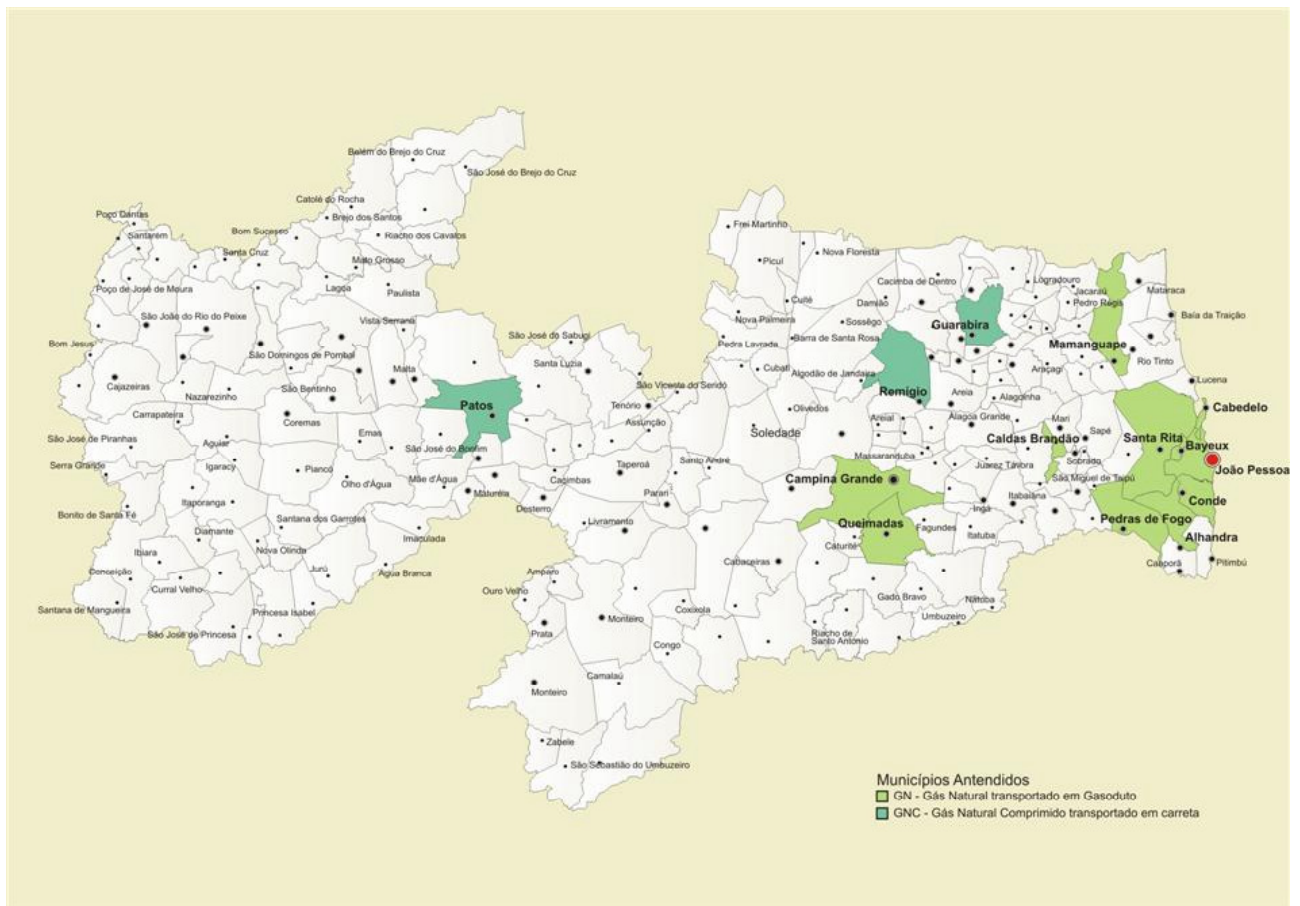 Belém do Brejo do Cruz
São José do Brejo do Cruz
Catolé do Rocha
Brejo dos Santos
Poço Dantas
Santarém
Bom Sucesso
Riacho dos Cavalos
Santa Cruz
Mato Grosso
Poço de José de Moura
Lagoa
Paulista
São João do Rio do Peixe
Vista Serrana
Bom Jesus
São Domingos de Pombal
São José do Sabugi
Santa Luzia
Malta
Cajazeiras
Nazarezinho
São Bentinho
Patos
São Vicente do Seridó
Tenório
Assunção
Carrapateira
Coremas
Emas
São José de Piranhas
Aguiar
São José do Bonfim
Serra Grande
Igaracy
Piancó
Olho d'Água
Mãe d'Água
Maturéia
Cacimbas
Taperoá
Santo André
Parari
Itaporanga
Desterro
Bonito de Santa Fé
Santana dos Garrotes
Diamante
Livramento
Imaculada
Ibiara
Nova Olinda
Conceição
Jurú
Água Branca
Curral Velho
Santana de Mangueira
Princesa Isabel
São José de Princesa
Amparo
Ouro Velho
Monteiro
Prata
Coxixola
Congo
Camalaú
Monteiro
Zabele
São Sebastião do Umbuzeiro
Frei Martinho
Picuí
Nova Floresta
Cuité
Nova Palmeira
Pedra Lavrada
Cubati
Cacimba de Dentro
Damião
Sossêgo
Barra de Santa Rosa
Algodão de Jandaíra
Logradouro
Jacaraú
Pedro Régis
Mataraca
Baía da Traição
Guarabira
Mamanguape
Rio Tinto
Araçagi
Lucena
Remígio
Areia
Alagoinha
Olivedos
Areial
Alagoa Grande
Mari
Sapé
Cabedelo
Soledade
Caldas Brandão
Santa Rita
Bayeux
Massaranduba
Sobrado
João Pessoa
Juarez Távora
São Miguel de Taipú
Campina Grande
Itabaiana
Ingá
Conde
Queimadas
Fagundes
Itatuba
Pedras de Fogo
Alhandra
Caturité
Caaporã
Pitimbú
Cabaceiras
Gado Bravo
Natuba
Umbuzeiro
Riacho de
Santo Antônio
Municípios Antendidos
GN - Gás Natural transportado em Gasoduto
GNC - Gás Natural Comprimido transportado em carreta